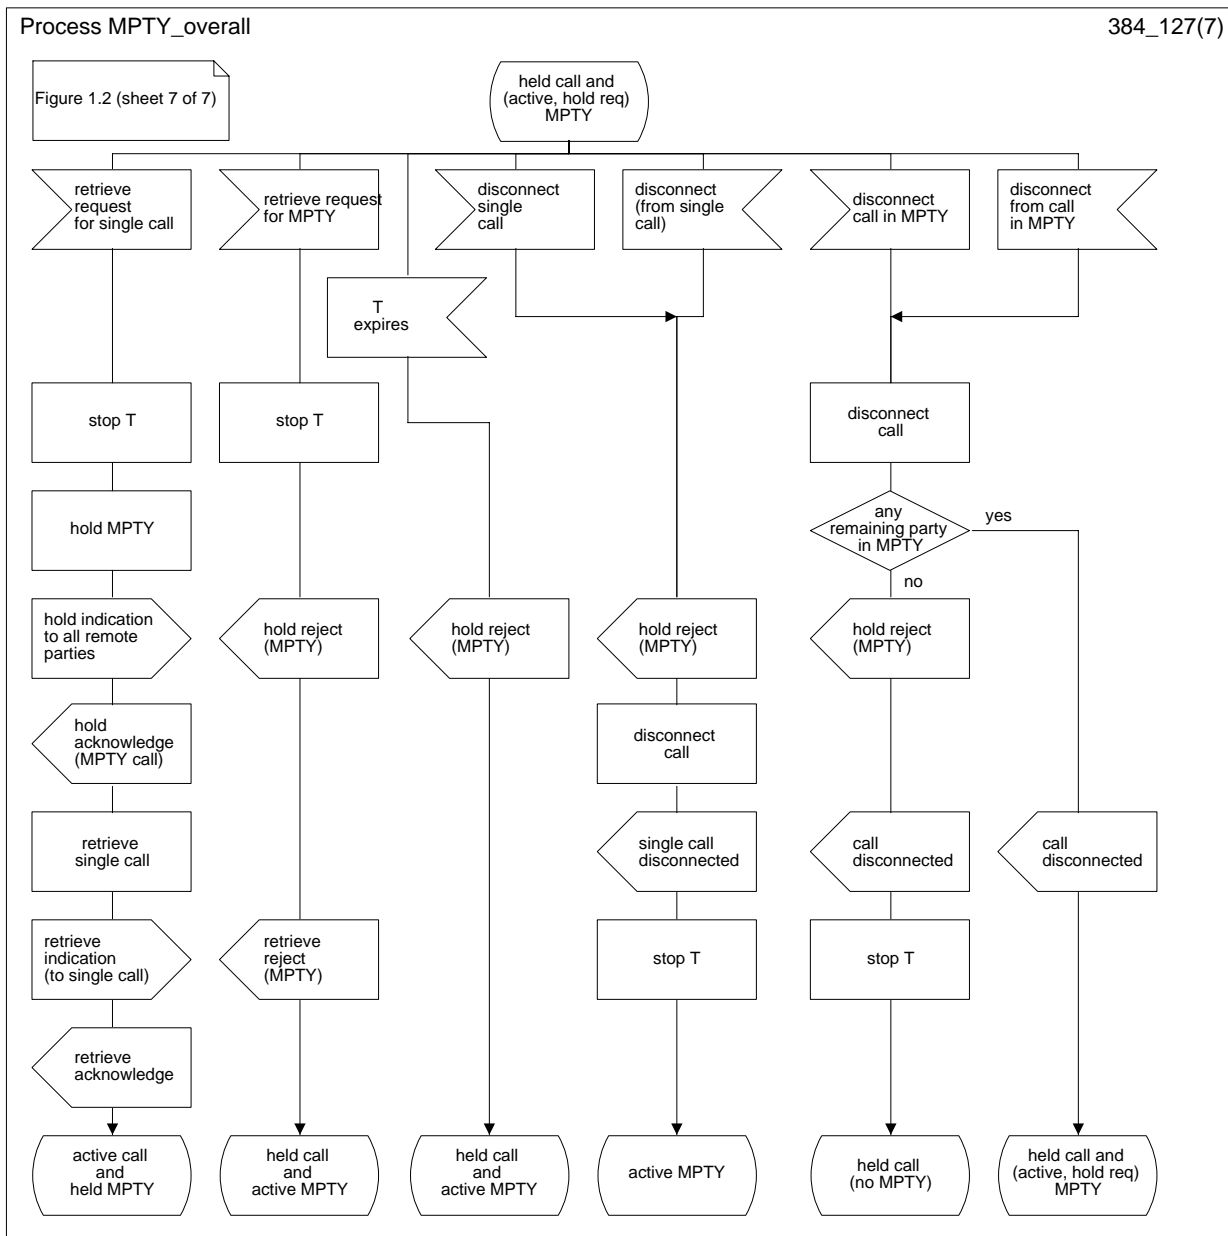 Process MPTY_overall
384_127(7)
Figure 1.2 (sheet 7 of 7)
held call and
(active, hold req)
MPTY
retrieve
request
for single call
retrieve request
for MPTY
disconnect
single
call
disconnect
(from single
call)
disconnect
call in MPTY
disconnect
from call
in MPTY
T
expires
stop T
stop T
disconnect
call
hold MPTY
any
remaining party
in MPTY
yes
no
hold indication
to all remote
parties
hold reject
(MPTY)
hold reject
(MPTY)
hold reject
(MPTY)
hold reject
(MPTY)
hold
acknowledge
(MPTY call)
disconnect
call
retrieve
single call
single call
disconnected
call
disconnected
call
disconnected
retrieve
indication
(to single call)
retrieve
reject
(MPTY)
stop T
stop T
retrieve
acknowledge
active call
and
held MPTY
held call
and
active MPTY
held call
and
active MPTY
active MPTY
held call
(no MPTY)
held call and
(active, hold req)
MPTY